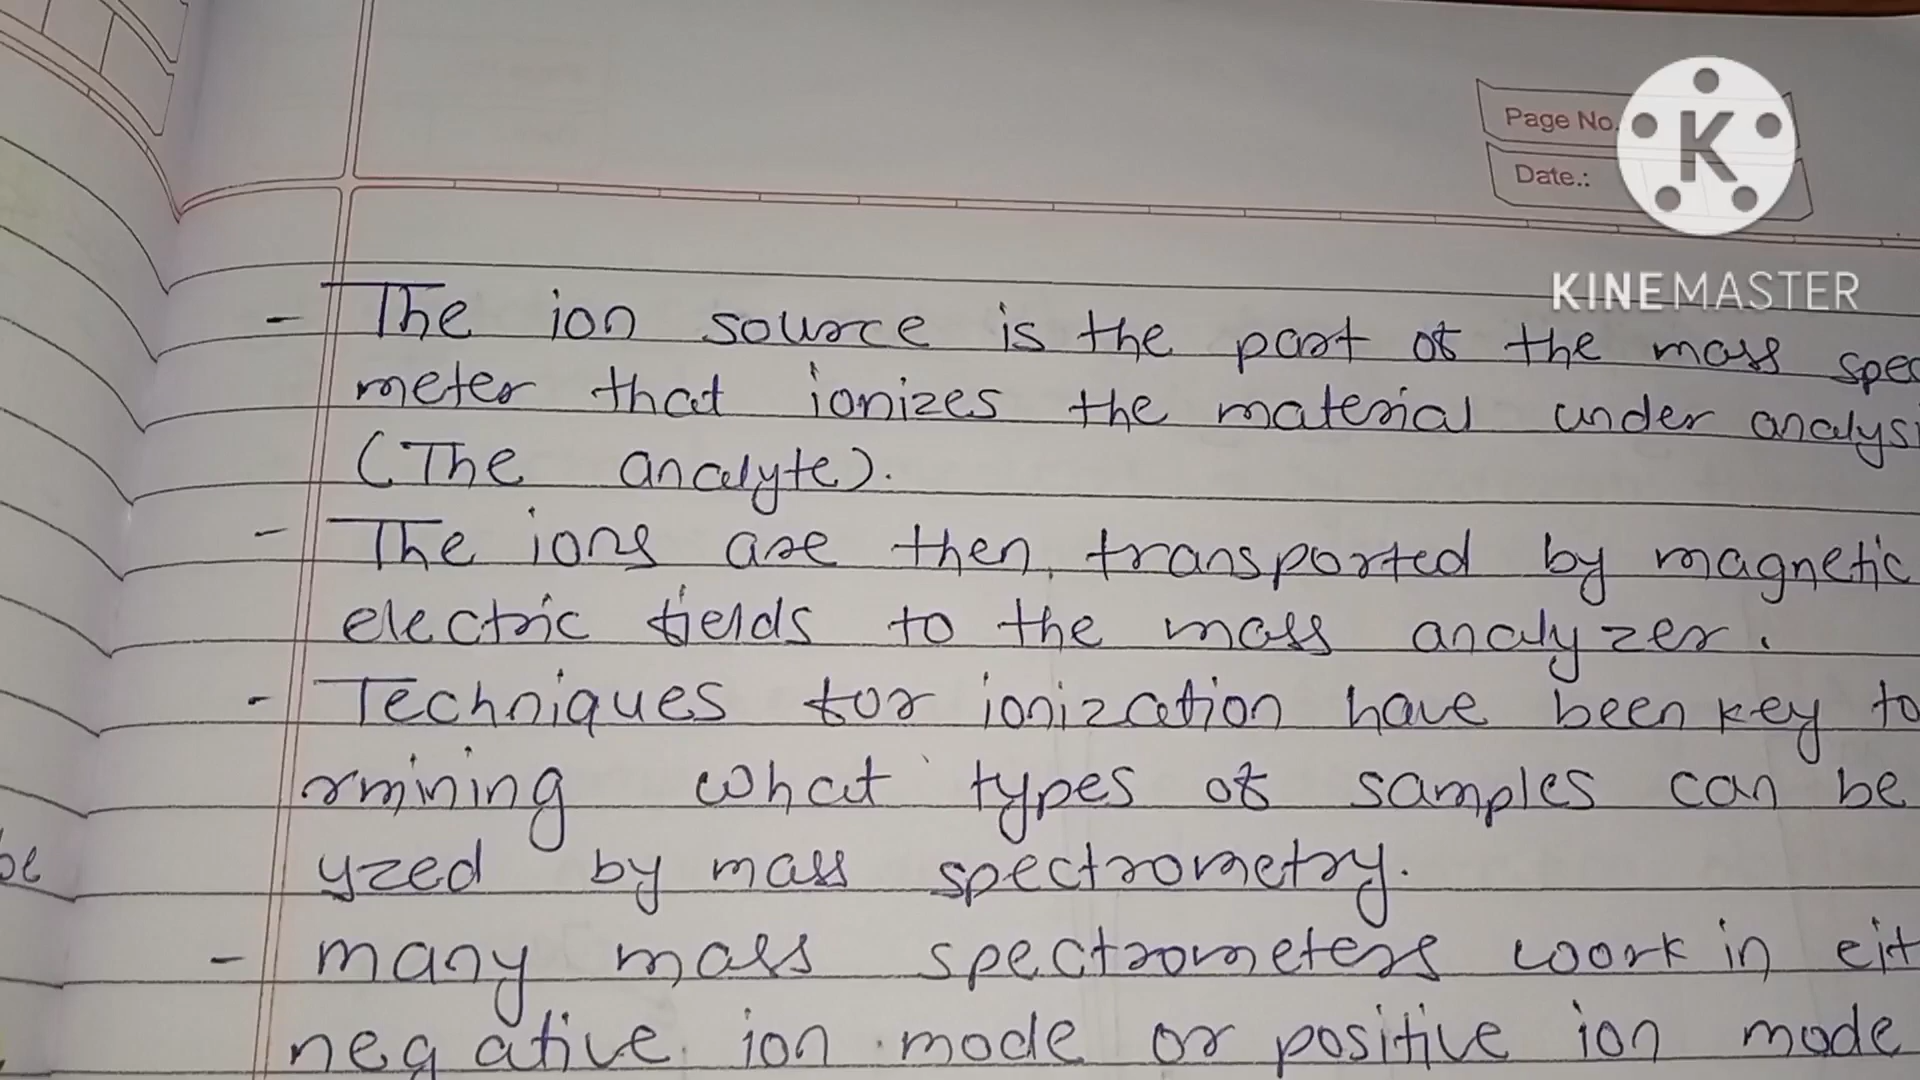 Page No.
Date.:
K
KINEMASTER
- The ion source is the part of the mass spec
meter that ionizes the material under analysi
(The analyte).
- The ions are then transported by magnetic
electric fields to the mass analyzer.
- Techniques for ionization have been key to
rmining what types of samples can be
yzed by mass spectrometry.
be
- many mass spectrometers work in eit
negative ion mode or positive ion mode